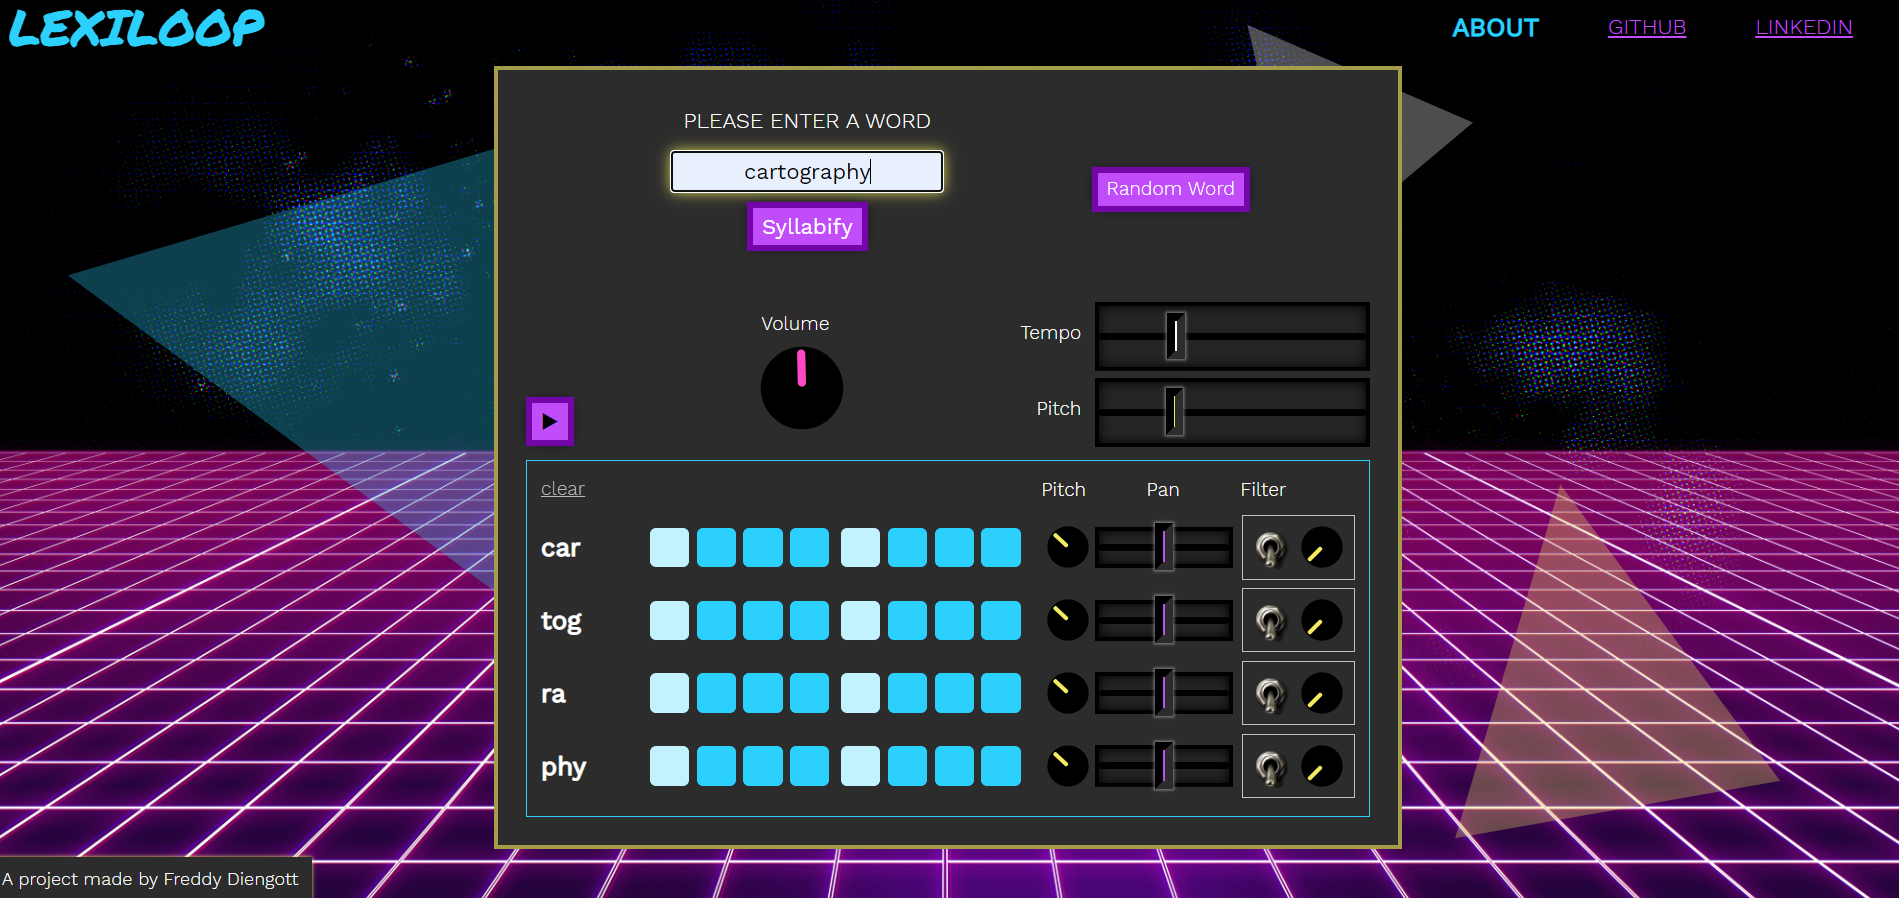 LEXILOOP
ABOUT GITHUB LINKEDIN
PLEASE ENTER A WORD
cartography
Random Word
Syllabify
Volume
Tempo
Pitch
clear
Pitch Pan Filter
car
tog
ra
phy
A project made by Freddy Diengott